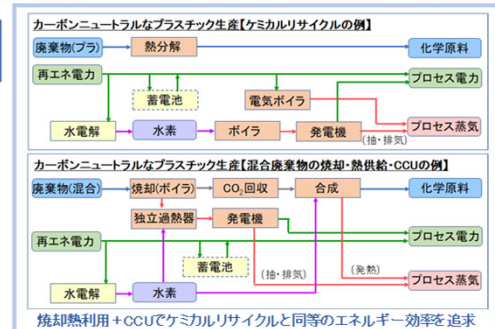 カーボンニュートラルなプラスチック生産【ケミカルリサイクルの例】
廃棄物(プラ)
熱分解
化学原料
再エネ電力
プロセス電力
蓄電池
電気ボイラ
水電解
水素
ボイラ
発電機
(抽・排気)
プロセス蒸気
カーボンニュートラルなプラスチック生産【混合廃棄物の焼却・熱供給・CCUの例】
廃棄物(混合)
焼却(ボイラ)
CO₂回収
合成
化学原料
独立過熱器
発電機
プロセス電力
再エネ電力
蓄電池
(抽・排気)
(発熱)
プロセス蒸気
水電解
水素
焼却熱利用+CCUでケミカルリサイクルと同等のエネルギー効率を追求